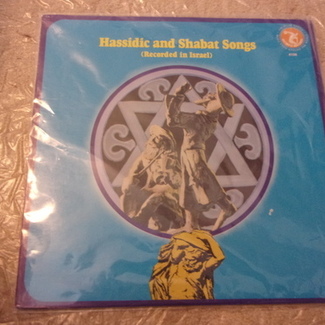 Hassidic and Shabat Songs
(Recorded in Israel)